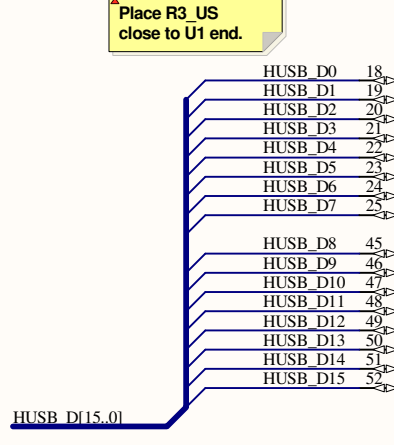 Place R3_US
close to U1 end.
HUSB_D0 18
HUSB_D1 19
HUSB_D2 20
HUSB_D3 21
HUSB_D4 22
HUSB_D5 23
HUSB_D6 24
HUSB_D7 25
HUSB_D8 45
HUSB_D9 46
HUSB_D10 47
HUSB_D11 48
HUSB_D12 49
HUSB_D13 50
HUSB_D14 51
HUSB_D15 52
HUSB_D[15..0]